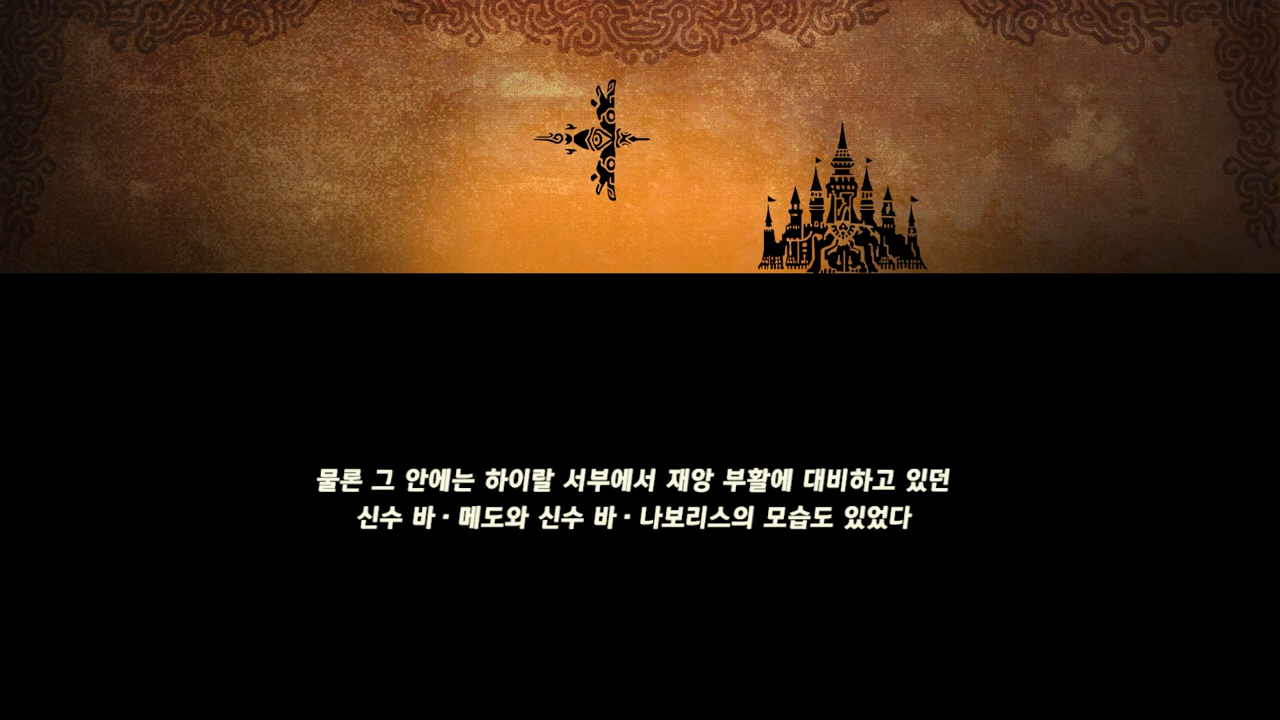 물론 그 안에는 하이랄 서부에서 재앙 부활에 대비하고 있던
신수 바·메도와 신수 바·나보리스의 모습도 있었다